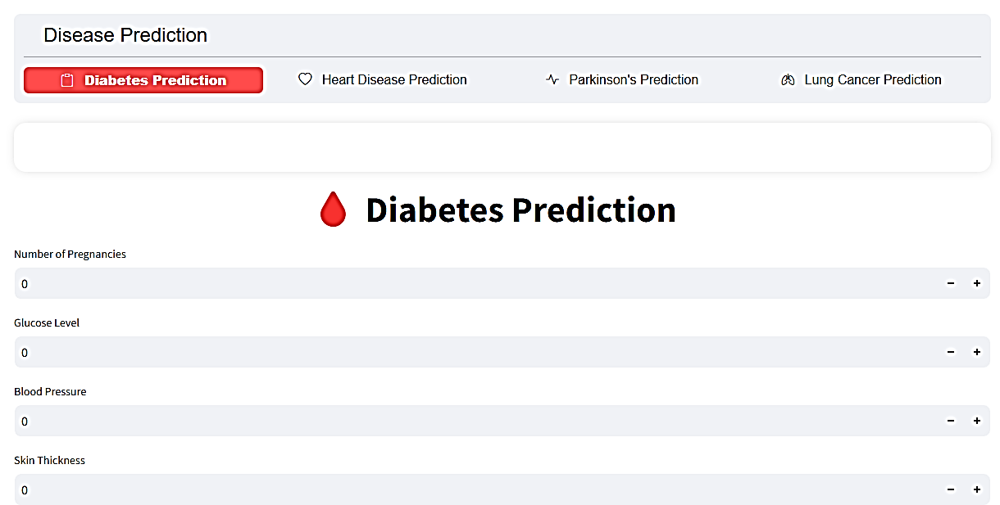 Disease Prediction
Diabetes Prediction
Heart Disease Prediction
Parkinson's Prediction
Lung Cancer Prediction
Diabetes Prediction
Number of Pregnancies
0
Glucose Level
0
Blood Pressure
0
Skin Thickness
0